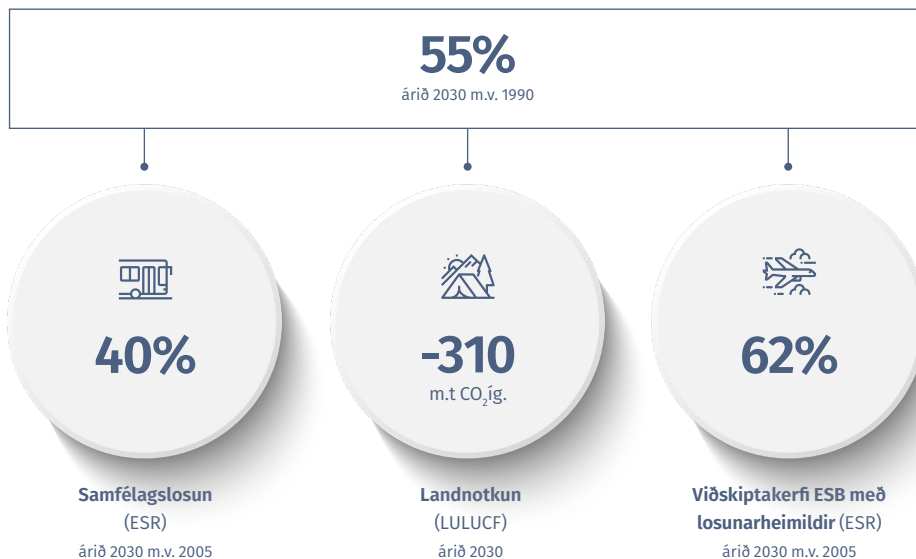 55%
árið 2030 m.v. 1990
40%
Samfélagslosun
(ESR)
árið 2030 m.v. 2005
-310
m.t CO₂íg.
Landnotkun
(LULUCF)
árið 2030
62%
Viðskiptakerfi ESB með
losunarheimildir (ESR)
árið 2030 m.v. 2005